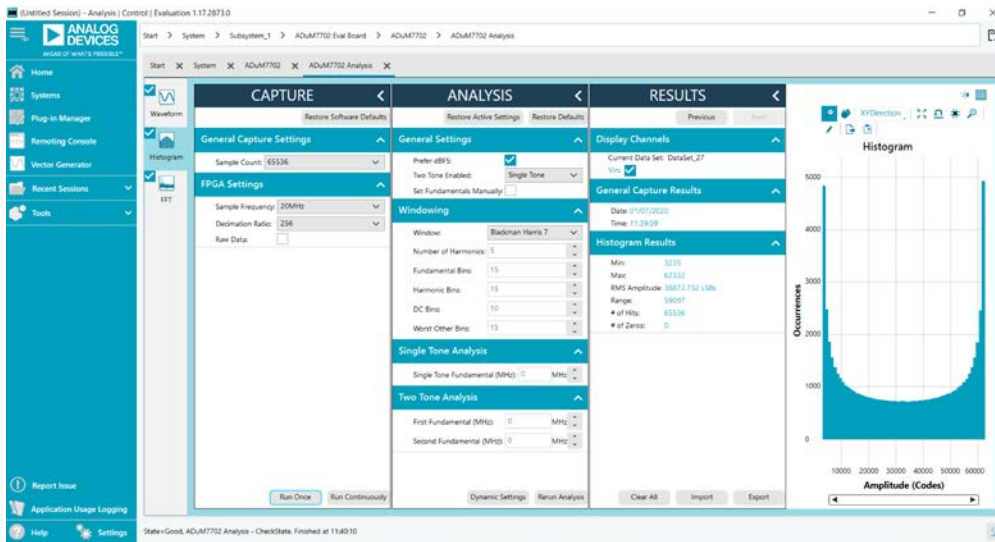 (Untitled Session) - Analysis | Control | Evaluation 1.17.2873.0
ANALOG DEVICES
AHEAD OF WHAT'S POSSIBLE™
Start > System > Subsystem_1 > ADuM7702 Eval Board > ADuM7702 > ADuM7702 Analysis
Start System ADuM7702 ADuM7702 Analysis
Home
Systems
Plug-in Manager
Remoting Console
Vector Generator
Recent Sessions
Tools
Report Issue
Application Usage Logging
Help Settings
Waveform
Histogram
FFT
CAPTURE
Restore Software Defaults
General Capture Settings
Sample Count: 65536
FPGA Settings
Sample Frequency: 20MHz
Decimation Ratio: 256
Raw Data:
Run Once Run Continuously
ANALYSIS
Restore Active Settings Restore Defaults
General Settings
Prefer dBFS:
Two Tone Enabled: Single Tone
Set Fundamentals Manually:
Windowing
Window: Blackman Harris 7
Number of Harmonics: 5
Fundamental Bins: 15
Harmonic Bins: 15
DC Bins: 10
Worst Other Bins: 15
Single Tone Analysis
Single Tone Fundamental (MHz): 0 MHz
Two Tone Analysis
First Fundamental (MHz): 0 MHz
Second Fundamental (MHz): 0 MHz
Dynamic Settings Rerun Analysis
RESULTS
Previous Next
Display Channels
Current Data Set: DataSet_27
General Capture Results
Date: 01/07/2020
Time: 11:39:59
Histogram Results
Min: 3235
Max: 62332
RMS Amplitude: 38872.732 LSBs
Range: 59097
# of Hits: 65536
# of Zeros: 0
Clear All Import Export
XYDirection
Histogram
5000
4000
3000
2000
1000
0
Occurrences
10000 20000 30000 40000 50000 60000
Amplitude (Codes)
State=Good, ADuM7702 Analysis - CheckState, Finished at 11:40:10